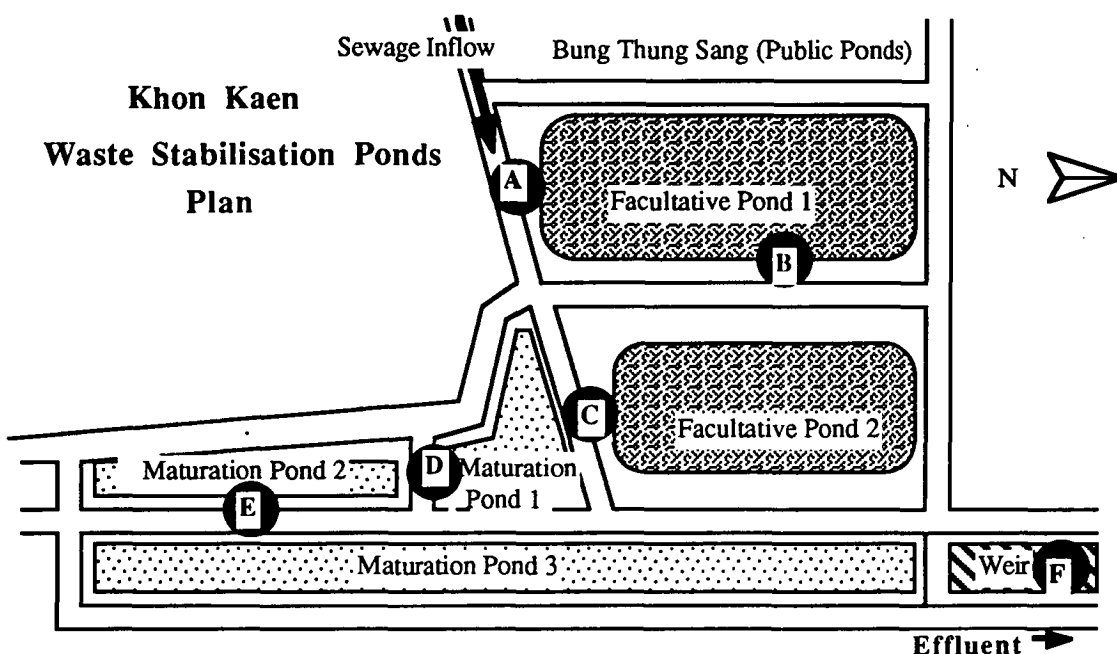 Sewage Inflow
Bung Thung Sang (Public Ponds)
Khon Kaen
Waste Stabilisation Ponds
Plan
A
Facultative Pond 1
N
B
C
Facultative Pond 2
Maturation Pond 2
D
Maturation
Pond 1
E
Maturation Pond 3
Weir
F
Effluent